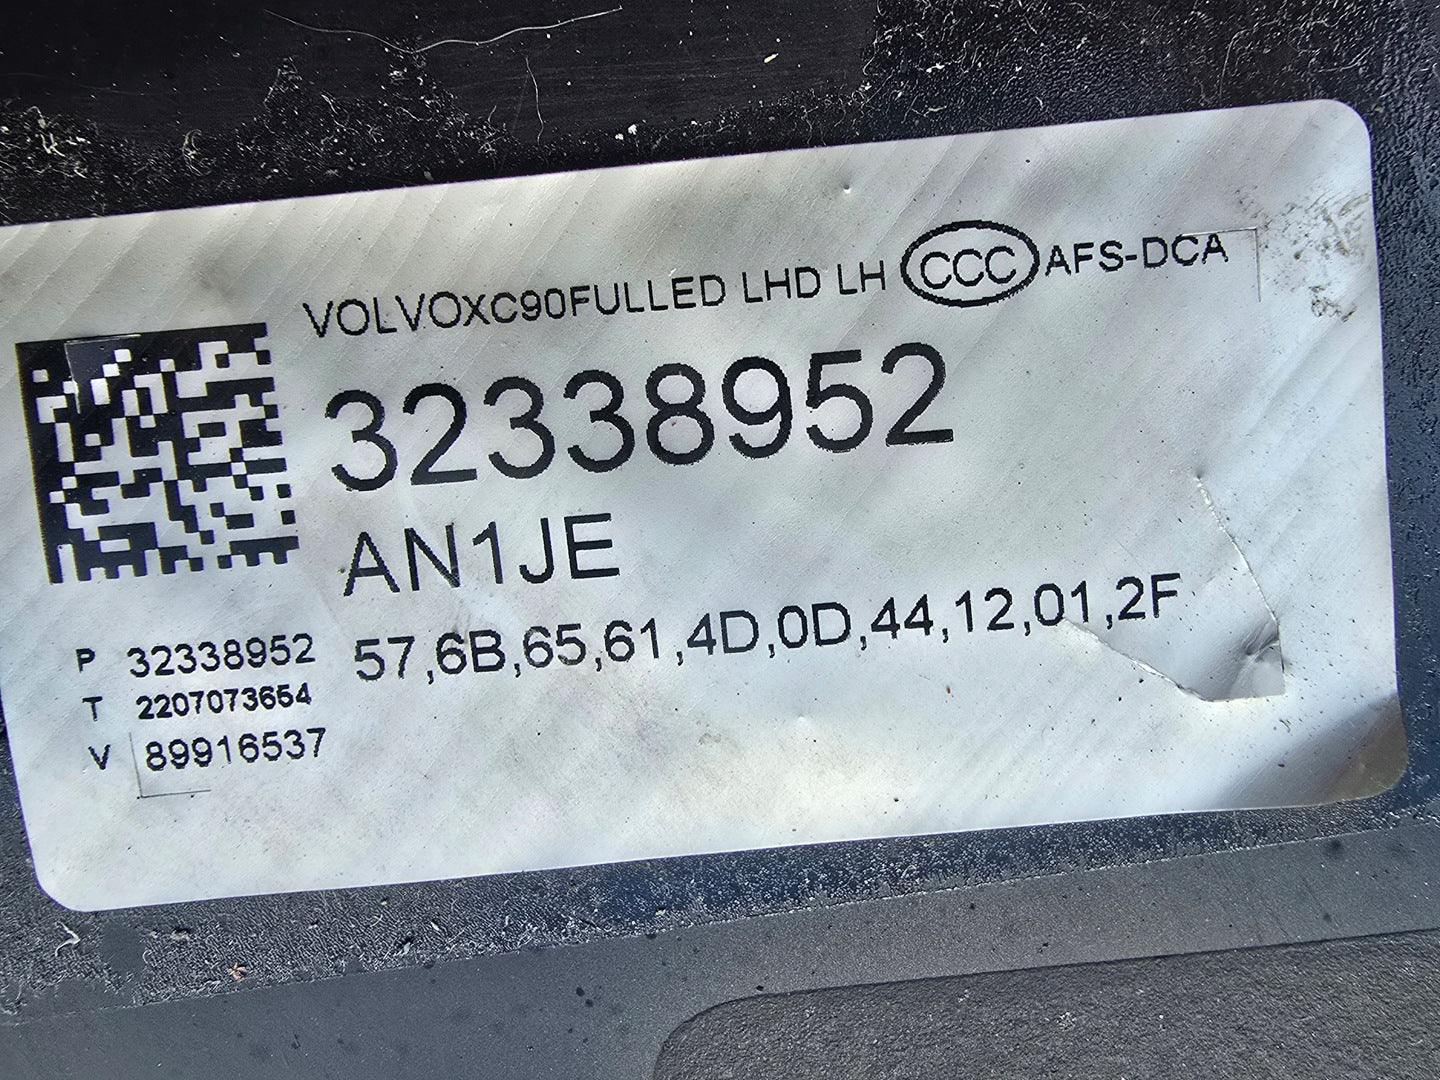 VOLVOXC90FULLED LHD LH CCC AFS-DCA
32338952
AN1JE
57,6B,65,61,4D,0D,44,12,01,2F
P 32338952
T 2207073654
V 89916537